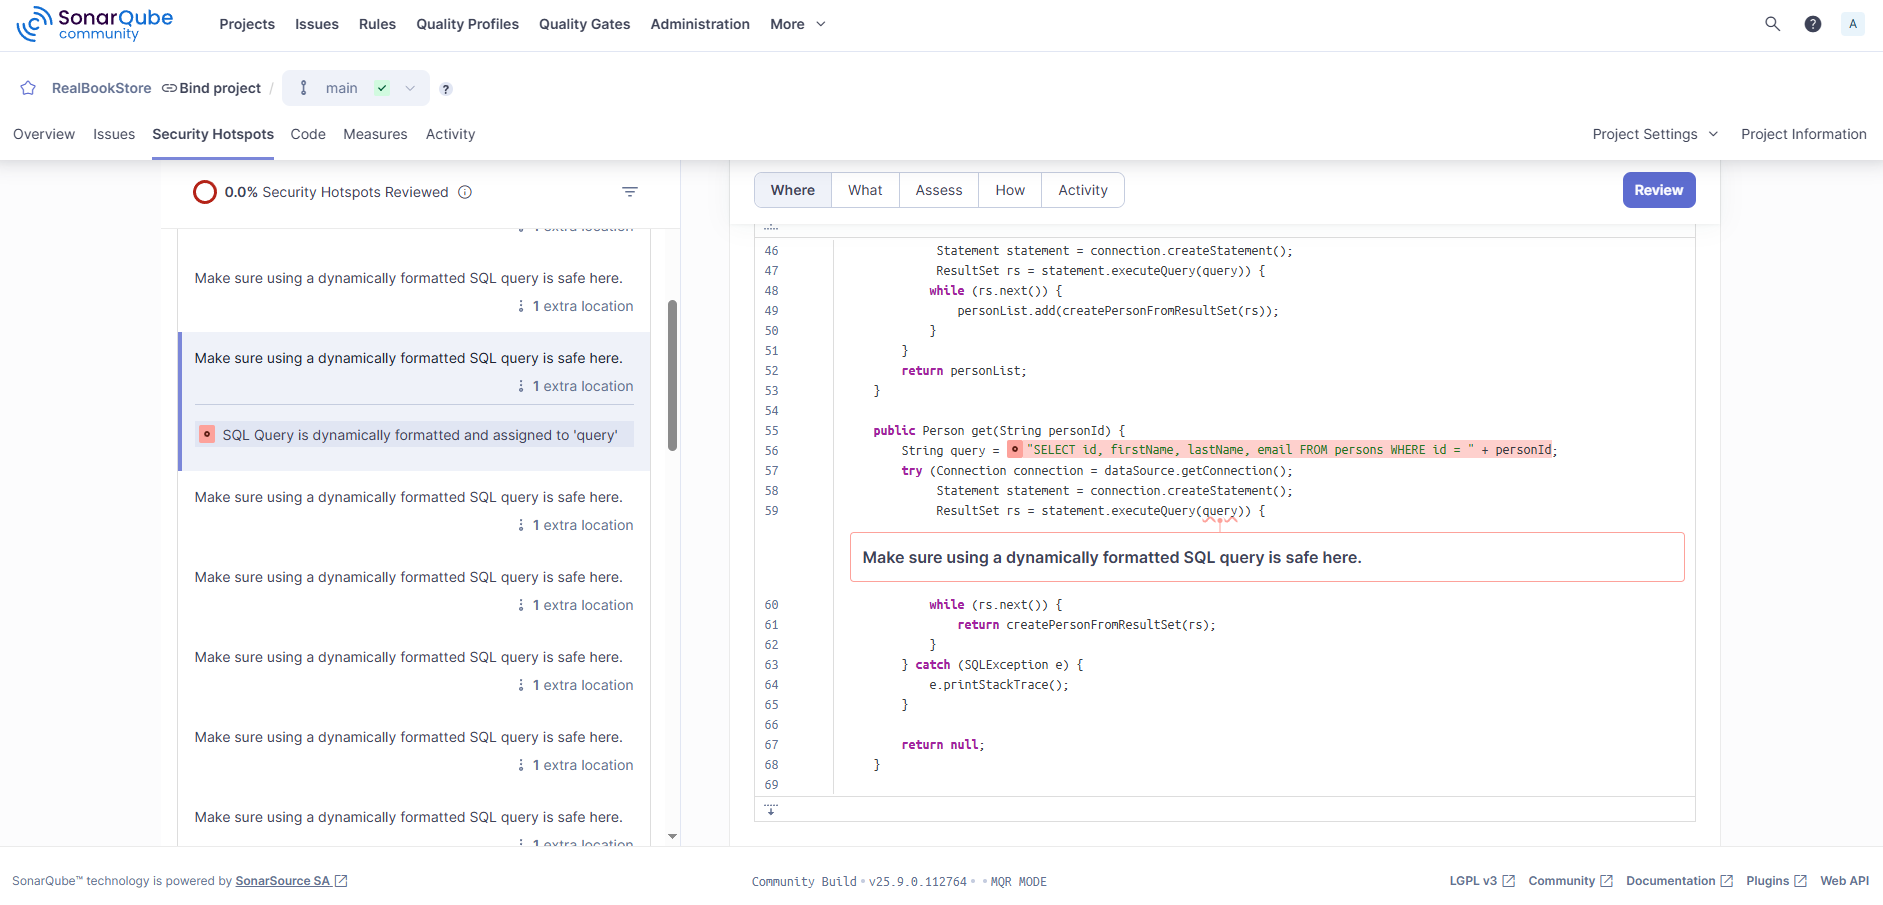 SonarQube community
Projects Issues Rules Quality Profiles Quality Gates Administration More ? A
RealBookStore Bind project / main ?
Overview Issues Security Hotspots Code Measures Activity Project Settings Project Information
0.0% Security Hotspots Reviewed
1 extra location
Make sure using a dynamically formatted SQL query is safe here.
1 extra location
Make sure using a dynamically formatted SQL query is safe here.
1 extra location
SQL Query is dynamically formatted and assigned to 'query'
Make sure using a dynamically formatted SQL query is safe here.
1 extra location
Make sure using a dynamically formatted SQL query is safe here.
1 extra location
Make sure using a dynamically formatted SQL query is safe here.
1 extra location
Make sure using a dynamically formatted SQL query is safe here.
1 extra location
Make sure using a dynamically formatted SQL query is safe here.
1 extra location
Where What Assess How Activity Review
46 Statement statement = connection.createStatement();
47 ResultSet rs = statement.executeQuery(query)) {
48 while (rs.next()) {
49 personList.add(createPersonFromResultSet(rs));
50 }
51 }
52 return personList;
53 }
54
55 public Person get(String personId) {
56 String query = "SELECT id, firstName, lastName, email FROM persons WHERE id = " + personId;
57 try (Connection connection = dataSource.getConnection();
58 Statement statement = connection.createStatement();
59 ResultSet rs = statement.executeQuery(query)) {
Make sure using a dynamically formatted SQL query is safe here.
60 while (rs.next()) {
61 return createPersonFromResultSet(rs);
62 }
63 } catch (SQLException e) {
64 e.printStackTrace();
65 }
66
67 return null;
68 }
69
SonarQube™ technology is powered by SonarSource SA Community Build • v25.9.0.112764 • • MQR MODE LGPL v3 Community Documentation Plugins Web API